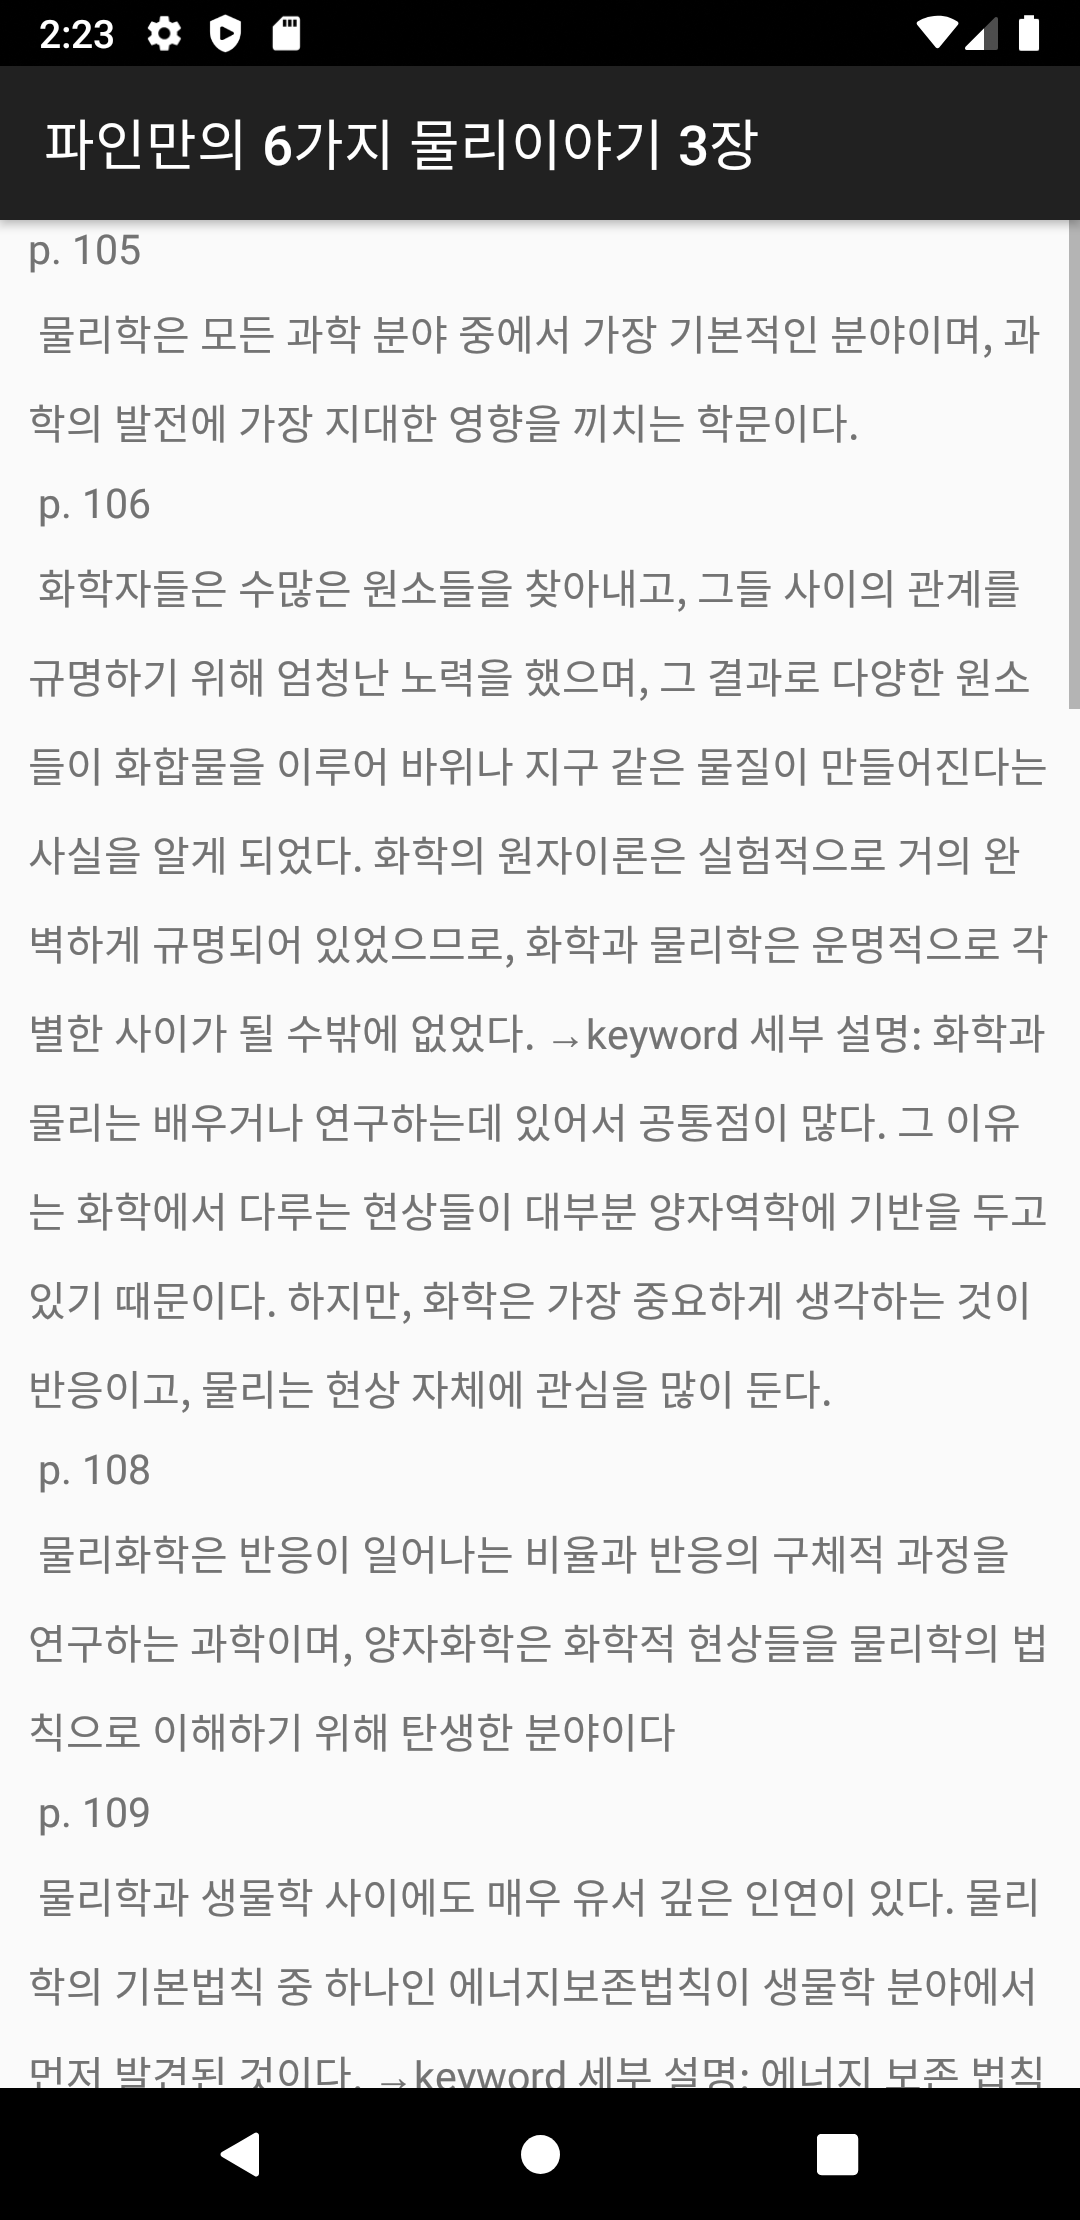 2:23
파인만의 6가지 물리이야기 3장
p. 105
물리학은 모든 과학 분야 중에서 가장 기본적인 분야이며, 과
학의 발전에 가장 지대한 영향을 끼치는 학문이다.
p. 106
화학자들은 수많은 원소들을 찾아내고, 그들 사이의 관계를
규명하기 위해 엄청난 노력을 했으며, 그 결과로 다양한 원소
들이 화합물을 이루어 바위나 지구 같은 물질이 만들어진다는
사실을 알게 되었다. 화학의 원자이론은 실험적으로 거의 완
벽하게 규명되어 있었으므로, 화학과 물리학은 운명적으로 각
별한 사이가 될 수밖에 없었다. →keyword 세부 설명: 화학과
물리는 배우거나 연구하는데 있어서 공통점이 많다. 그 이유
는 화학에서 다루는 현상들이 대부분 양자역학에 기반을 두고
있기 때문이다. 하지만, 화학은 가장 중요하게 생각하는 것이
반응이고, 물리는 현상 자체에 관심을 많이 둔다.
p. 108
물리화학은 반응이 일어나는 비율과 반응의 구체적 과정을
연구하는 과학이며, 양자화학은 화학적 현상들을 물리학의 법
칙으로 이해하기 위해 탄생한 분야이다
p. 109
물리학과 생물학 사이에도 매우 유서 깊은 인연이 있다. 물리
학의 기본법칙 중 하나인 에너지보존법칙이 생물학 분야에서
먼저 발견된 것이다. →keyword 세부 설명: 에너지 보존 법칙